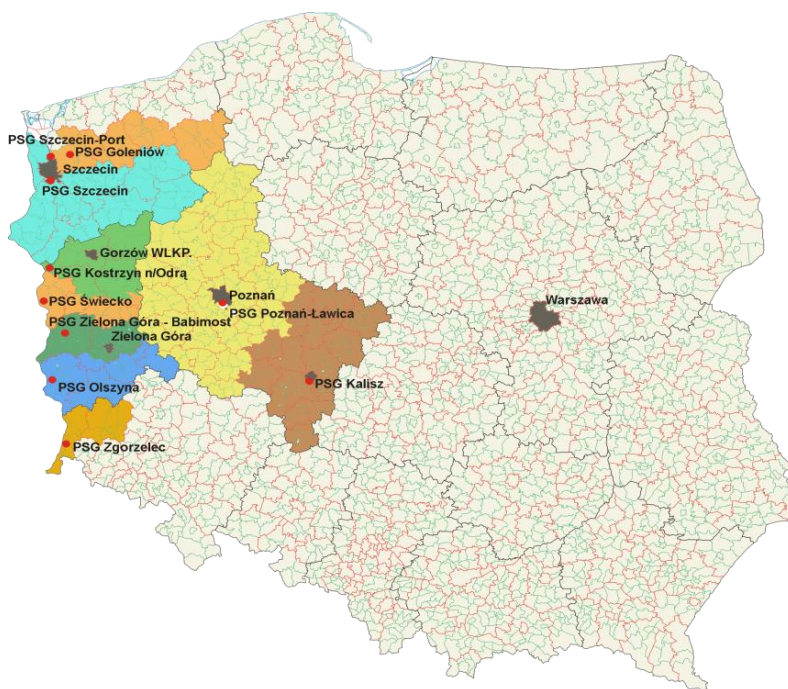 PSG Szczecin-Port
PSG Goleniów
Szczecin
PSG Szczecin
Gorzów WLKP.
PSG Kostrzyn n/Odrą
PSG Świecko
Poznań
PSG Poznań-Ławica
Warszawa
PSG Zielona Góra - Babimost
Zielona Góra
PSG Olszyna
PSG Kalisz
PSG Zgorzelec